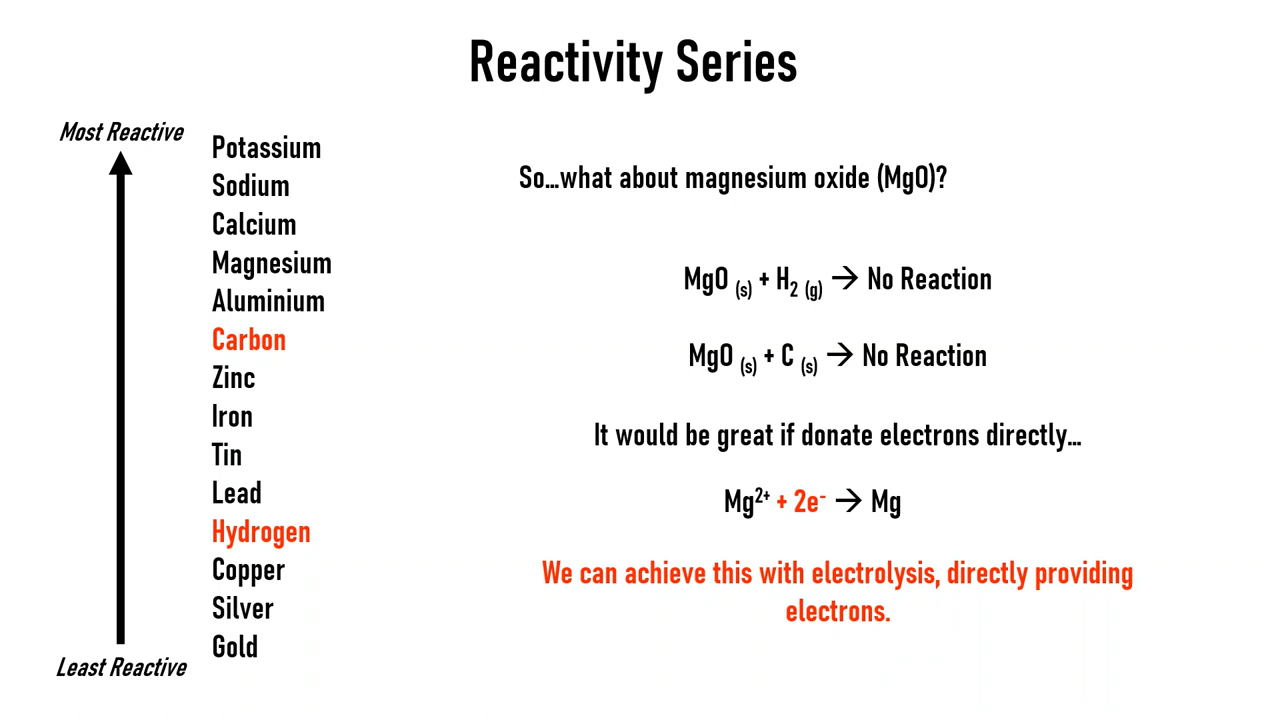 Reactivity Series
Most Reactive
Potassium
Sodium
Calcium
Magnesium
Aluminium
Carbon
Zinc
Iron
Tin
Lead
Hydrogen
Copper
Silver
Gold
Least Reactive
So...what about magnesium oxide (MgO)?
MgO (s) + H₂ (g) → No Reaction
MgO (s) + C (s) → No Reaction
It would be great if donate electrons directly...
Mg²⁺ + 2e⁻ → Mg
We can achieve this with electrolysis, directly providing
electrons.